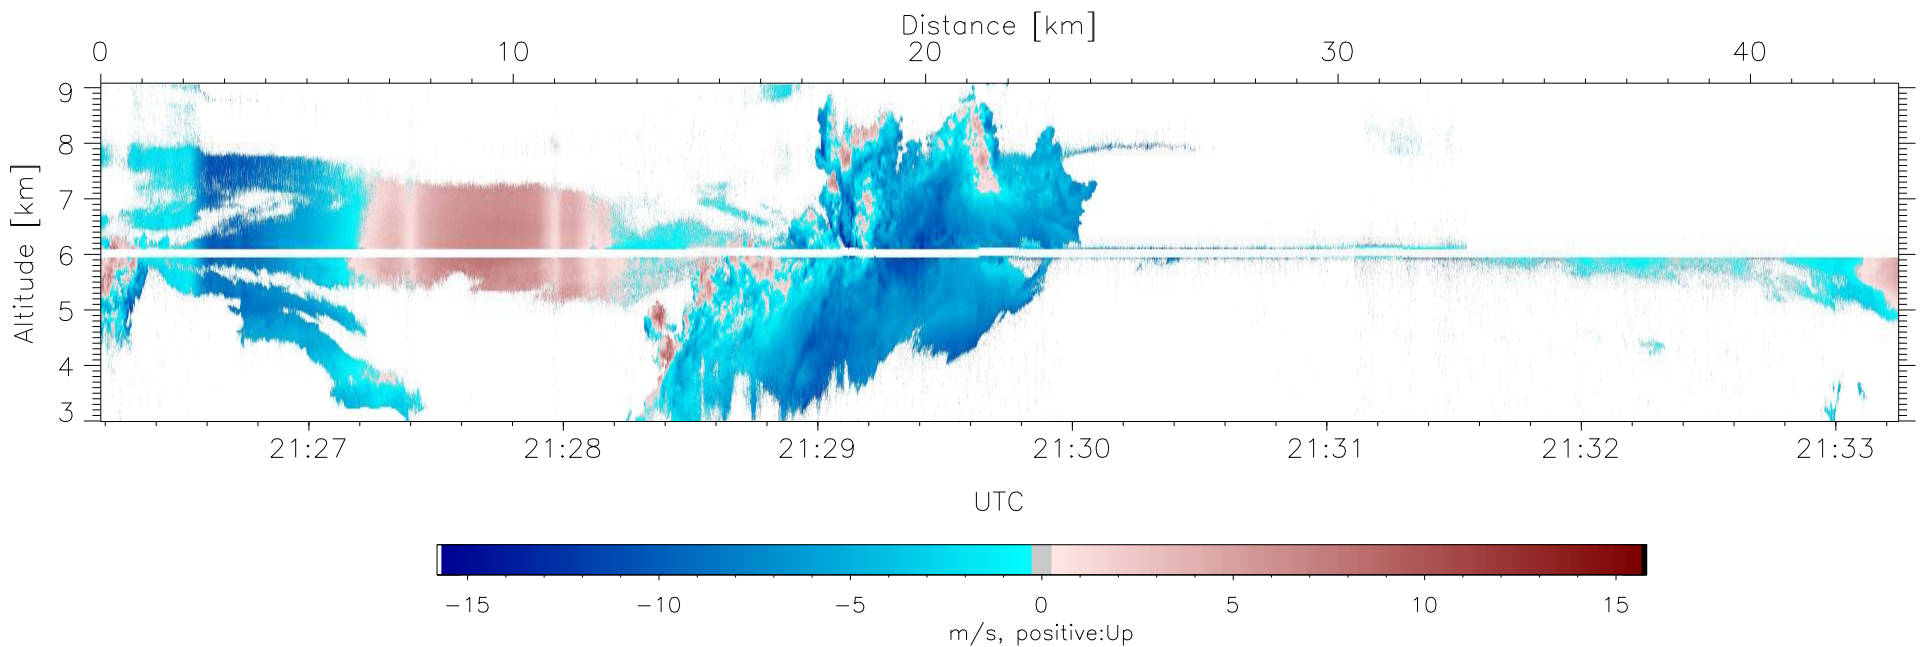 Distance [km]
0 10 20 30 40
9
8
7
6
5
4
3
Altitude [km]
21:27 21:28 21:29 21:30 21:31 21:32 21:33
UTC
−15 −10 −5 0 5 10 15
m/s, positive:Up